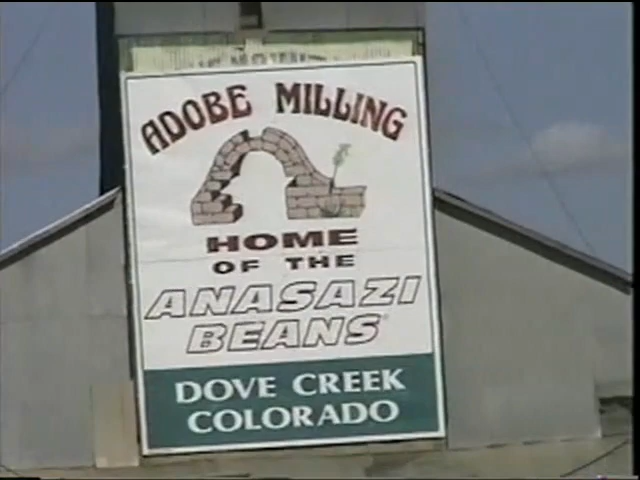 ADOBE MILLING
HOME
OF THE
ANASAZI
BEANS®
DOVE CREEK
COLORADO